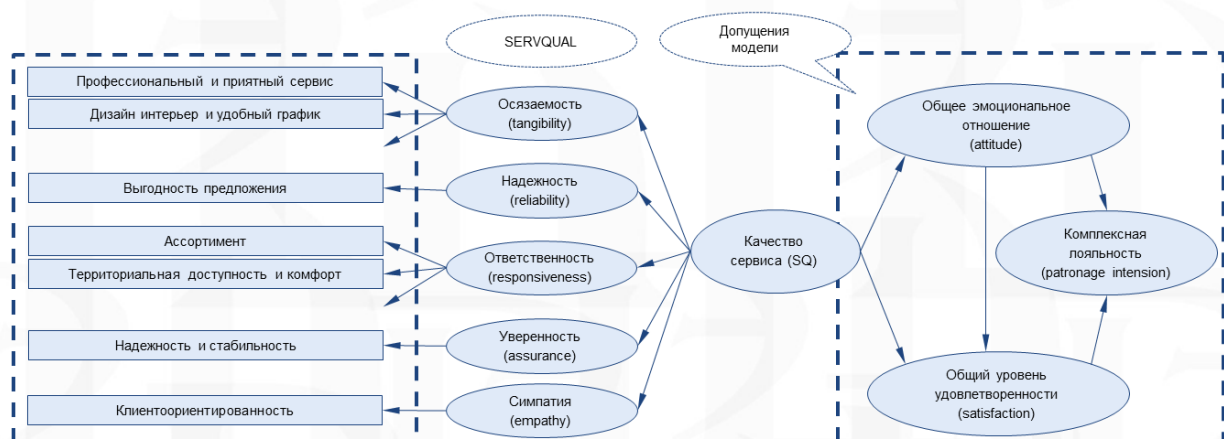 SERVQUAL
Допущения
модели
Профессиональный и приятный сервис
Дизайн интерьер и удобный график
Выгодность предложения
Ассортимент
Территориальная доступность и комфорт
Надежность и стабильность
Клиентоориентированность
Осязаемость
(tangibility)
Надежность
(reliability)
Ответственность
(responsiveness)
Уверенность
(assurance)
Симпатия
(empathy)
Качество
сервиса (SQ)
Общее эмоциональное
отношение
(attitude)
Комплексная
лояльность
(patronage intension)
Общий уровень
удовлетворенности
(satisfaction)